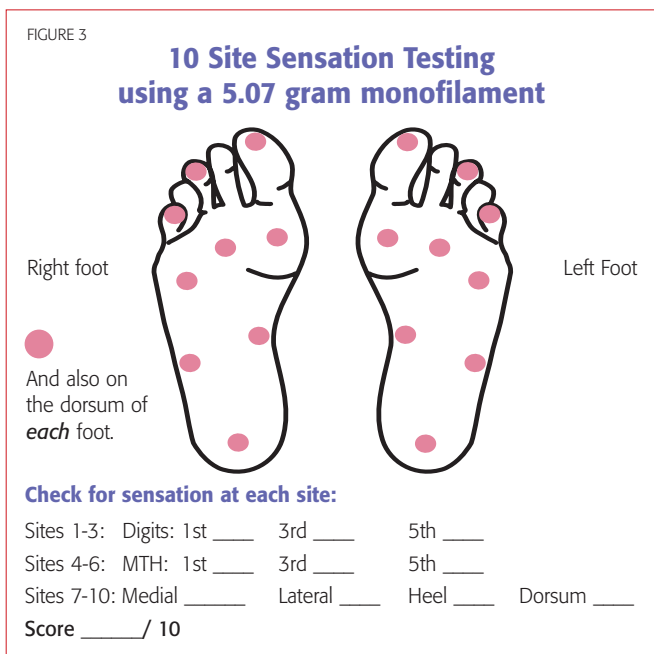 FIGURE 3
10 Site Sensation Testing
using a 5.07 gram monofilament
Right foot
Left Foot
And also on
the dorsum of
each foot.
Check for sensation at each site:
Sites 1-3: Digits: 1st ____ 3rd ____ 5th ____
Sites 4-6: MTH: 1st ____ 3rd ____ 5th ____
Sites 7-10: Medial ______ Lateral ____ Heel ____ Dorsum ____
Score ______/ 10